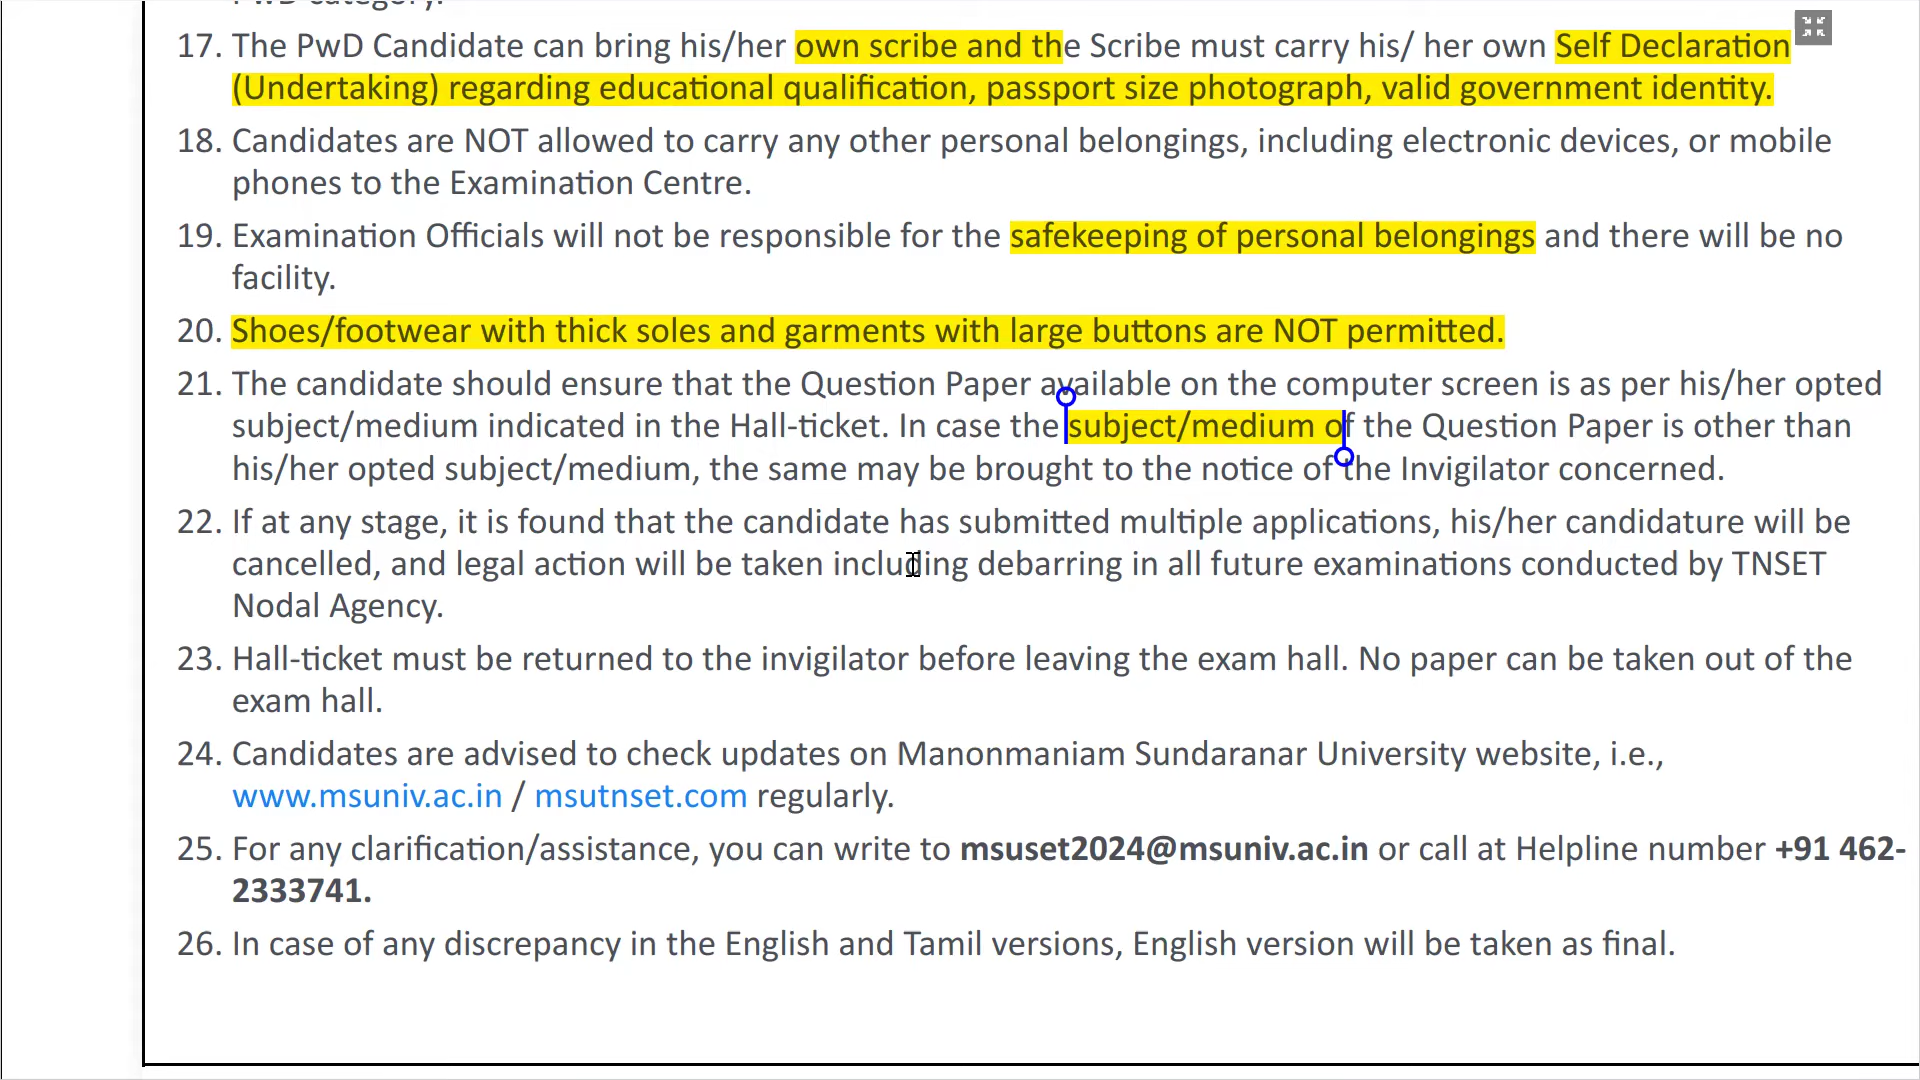 PwD category.
17. The PwD Candidate can bring his/her own scribe and the Scribe must carry his/ her own Self Declaration
(Undertaking) regarding educational qualification, passport size photograph, valid government identity.
18. Candidates are NOT allowed to carry any other personal belongings, including electronic devices, or mobile
phones to the Examination Centre.
19. Examination Officials will not be responsible for the safekeeping of personal belongings and there will be no
facility.
20. Shoes/footwear with thick soles and garments with large buttons are NOT permitted.
21. The candidate should ensure that the Question Paper available on the computer screen is as per his/her opted
subject/medium indicated in the Hall-ticket. In case the subject/medium of the Question Paper is other than
his/her opted subject/medium, the same may be brought to the notice of the Invigilator concerned.
22. If at any stage, it is found that the candidate has submitted multiple applications, his/her candidature will be
cancelled, and legal action will be taken including debarring in all future examinations conducted by TNSET
Nodal Agency.
23. Hall-ticket must be returned to the invigilator before leaving the exam hall. No paper can be taken out of the
exam hall.
24. Candidates are advised to check updates on Manonmaniam Sundaranar University website, i.e.,
www.msuniv.ac.in / msutnset.com regularly.
25. For any clarification/assistance, you can write to msuset2024@msuniv.ac.in or call at Helpline number +91 462-
2333741.
26. In case of any discrepancy in the English and Tamil versions, English version will be taken as final.